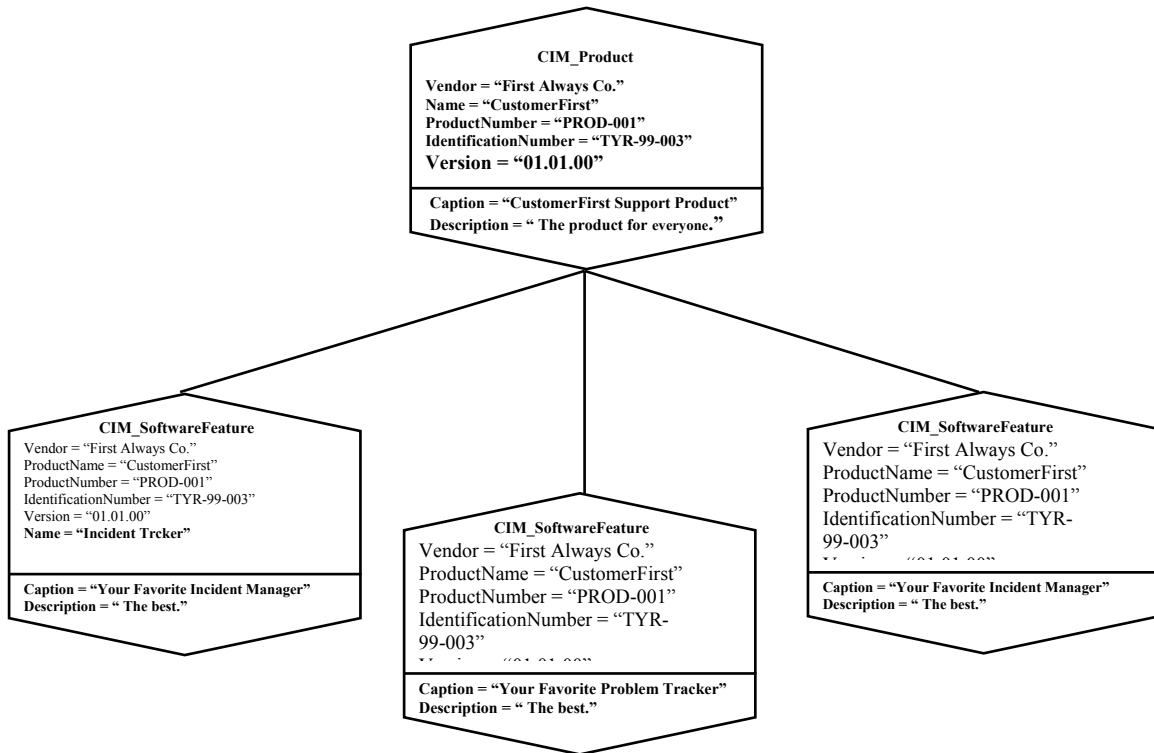 CIM_Product
Vendor = “First Always Co.”
Name = “CustomerFirst”
ProductNumber = “PROD-001”
IdentificationNumber = “TYR-99-003”
Version = “01.01.00”
Caption = “CustomerFirst Support Product”
Description = “ The product for everyone.”
CIM_SoftwareFeature
Vendor = “First Always Co.”
ProductName = “CustomerFirst”
ProductNumber = “PROD-001”
IdentificationNumber = “TYR-99-003”
Version = “01.01.00”
Name = “Incident Trcker”
Caption = “Your Favorite Incident Manager”
Description = “ The best.”
CIM_SoftwareFeature
Vendor = “First Always Co.”
ProductName = “CustomerFirst”
ProductNumber = “PROD-001”
IdentificationNumber = “TYR-
99-003”
Caption = “Your Favorite Problem Tracker”
Description = “ The best.”
CIM_SoftwareFeature
Vendor = “First Always Co.”
ProductName = “CustomerFirst”
ProductNumber = “PROD-001”
IdentificationNumber = “TYR-
99-003”
Caption = “Your Favorite Incident Manager”
Description = “ The best.”